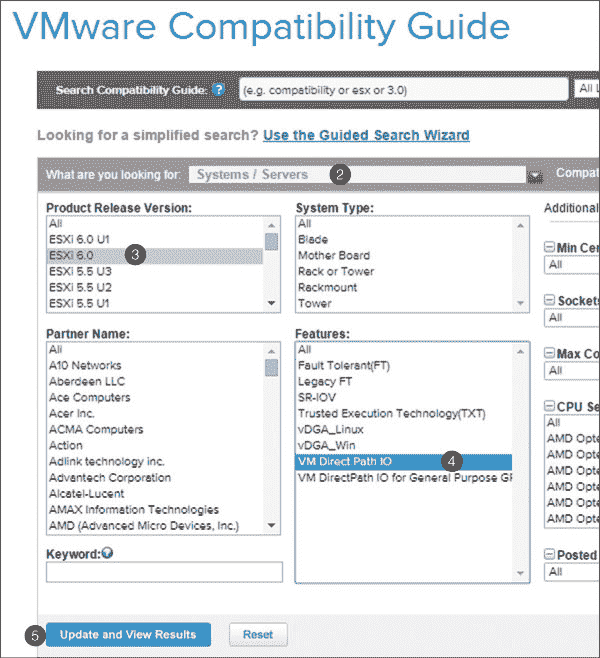 VMware Compatibility Guide
Search Compatibility Guide: ? (e.g. compatibility or esx or 3.0) All
Looking for a simplified search? Use the Guided Search Wizard
What are you looking for: Systems / Servers 2 Compat
Product Release Version:
All
ESXi 6.0 U1
ESXi 6.0 3
ESXi 5.5 U3
ESXi 5.5 U2
ESXi 5.5 U1
System Type:
All
Blade
Mother Board
Rack or Tower
Rackmount
Tower
Additional
Min Cer
All
Sockets
All
Partner Name:
All
A10 Networks
Aberdeen LLC
Ace Computers
Acer Inc.
ACMA Computers
Action
Adlink technology inc.
Advantech Corporation
Alcatel-Lucent
AMAX Information Technologies
AMD (Advanced Micro Devices, Inc.)
Features:
All
Fault Tolerant(FT)
Legacy FT
SR-IOV
Trusted Execution Technology(TXT)
vDGA_Linux
vDGA_Win
VM Direct Path IO 4
VM DirectPath IO for General Purpose GP
Max Co
All
CPU Se
All
AMD Opte
AMD Opte
AMD Opte
AMD Opte
AMD Opte
AMD Opte
Posted
All
Keyword: ?
5 Update and View Results Reset